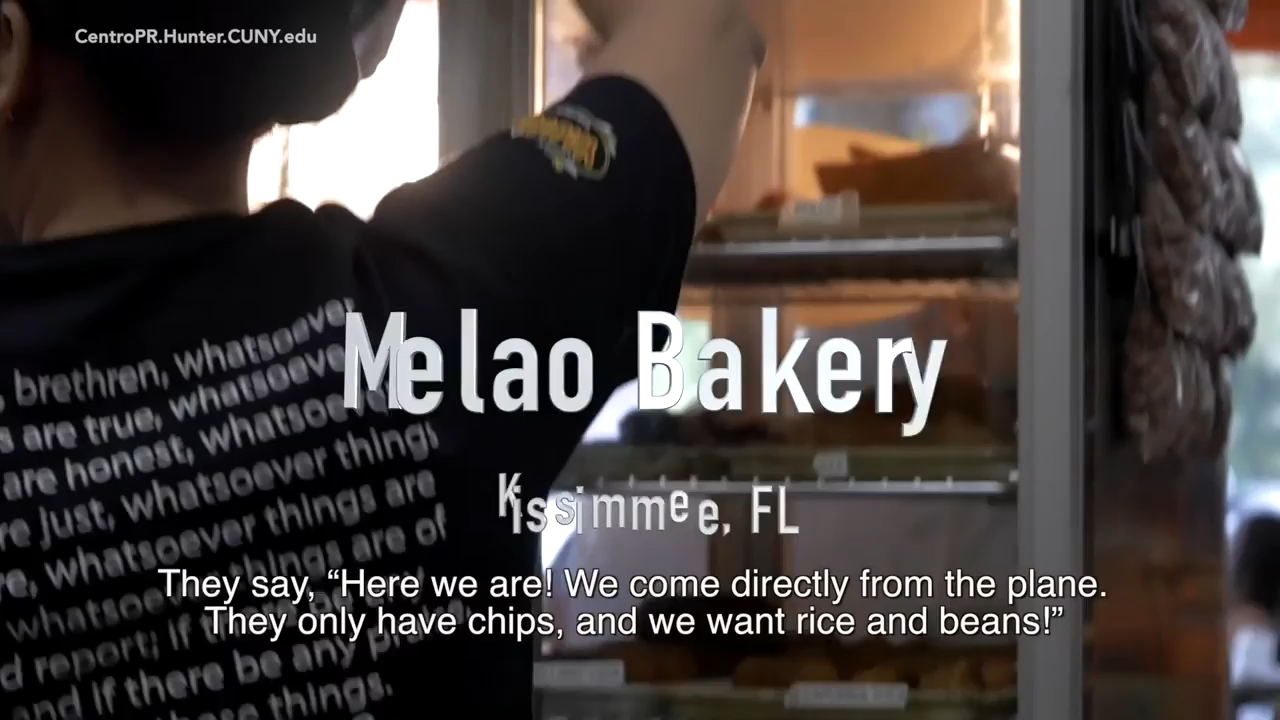 CentroPR.Hunter.CUNY.edu
brethren, whatsoever
are true, whatsoever
are honest, whatsoever
just, whatsoever things
whatsoever things are
things are of
report; if
and if there be any praise,
these things.
Melao Bakery
Kissimmee, FL
They say, “Here we are! We come directly from the plane.
They only have chips, and we want rice and beans!”